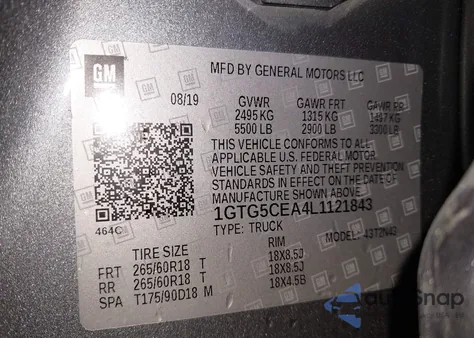 GM
MFD BY GENERAL MOTORS LLC
08/19 GVWR GAWR FRT GAWR RR
2495 KG 1315 KG 1497 KG
5500 LB 2900 LB 3300 LB
THIS VEHICLE CONFORMS TO ALL
APPLICABLE U.S. FEDERAL MOTOR
VEHICLE SAFETY AND THEFT PREVENTION
STANDARDS IN EFFECT ON THE DATE OF
MANUFACTURE SHOWN ABOVE.
1GTG5CEA4L1121843
464C TYPE: TRUCK MODEL: 43T2N43
TIRE SIZE RIM
FRT 265/60R18 T 18X8.5J
RR 265/60R18 T 18X8.5J
SPA T175/90D18 M 18X4.5B